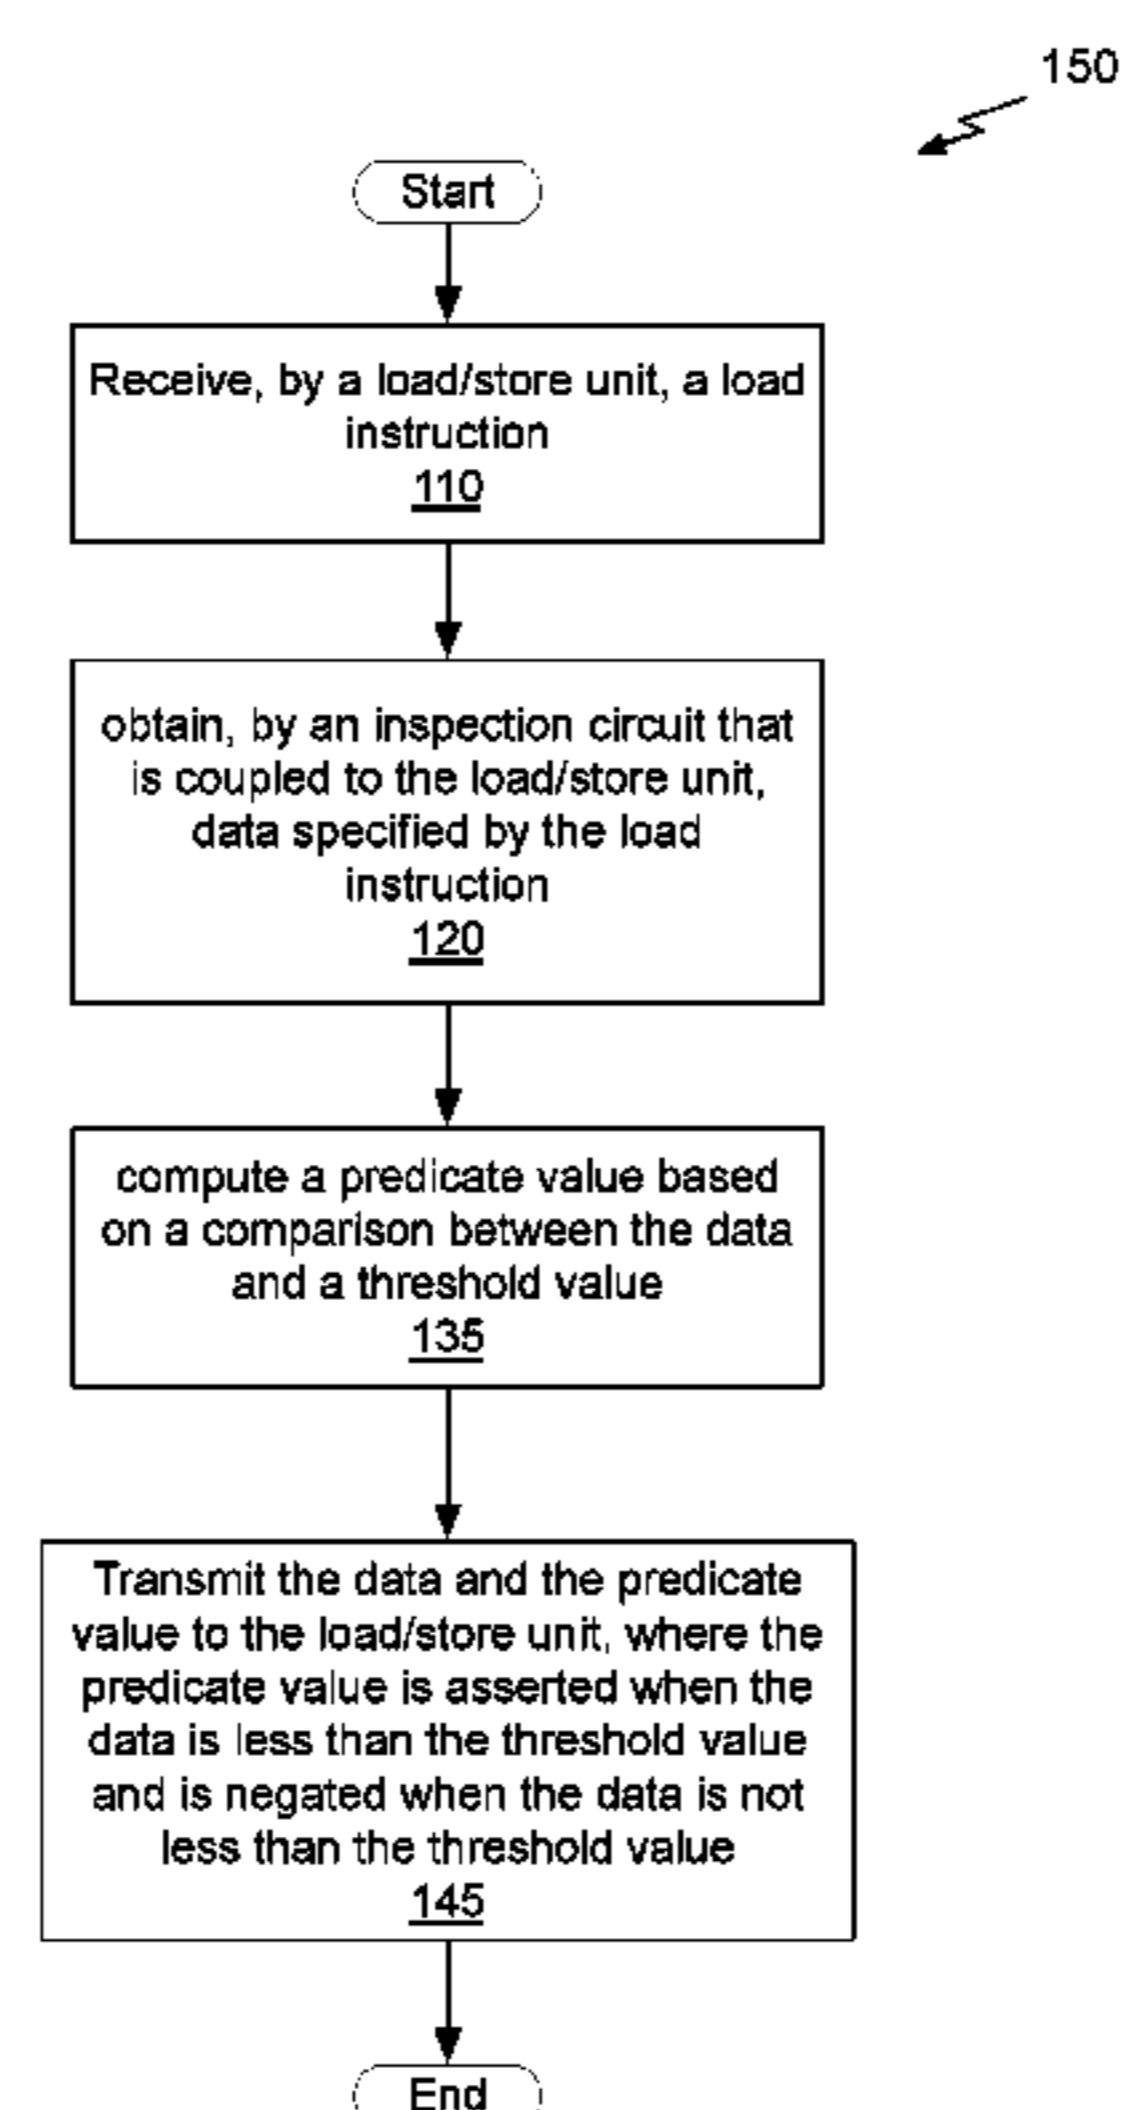 150
Start
Receive, by a load/store unit, a load
instruction
110
obtain, by an inspection circuit that
is coupled to the load/store unit,
data specified by the load
instruction
120
compute a predicate value based
on a comparison between the data
and a threshold value
135
Transmit the data and the predicate
value to the load/store unit, where the
predicate value is asserted when the
data is less than the threshold value
and is negated when the data is not
less than the threshold value
145
End